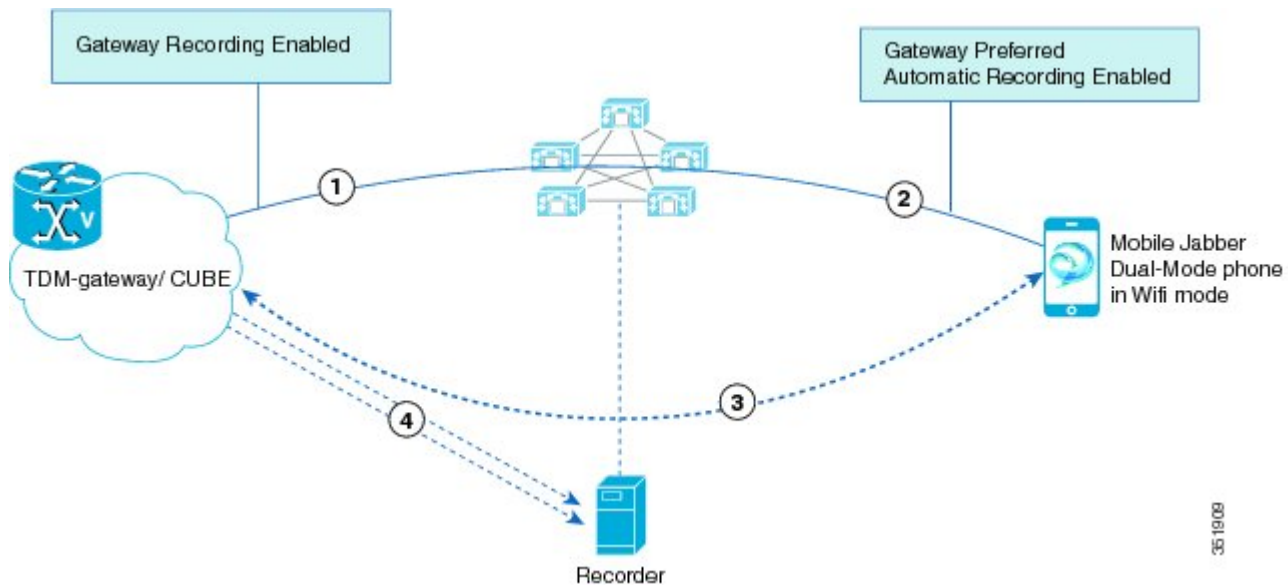 Gateway Recording Enabled
Gateway Preferred
Automatic Recording Enabled
1
2
V
TDM-gateway/ CUBE
Mobile Jabber
Dual-Mode phone
in Wifi mode
3
4
Recorder
351909